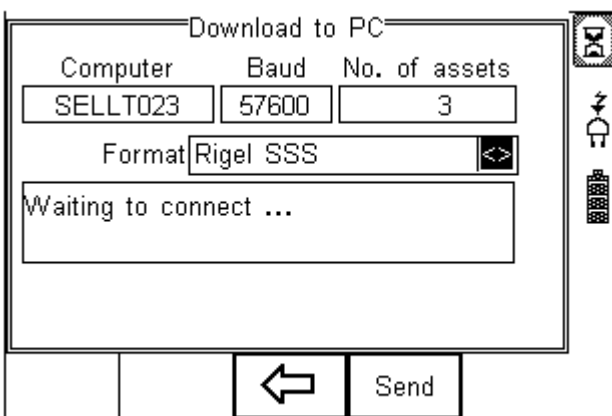 Download to PC
Computer Baud No. of assets
SELLT023 57600 3
Format Rigel SSS <>
Waiting to connect ...
Send